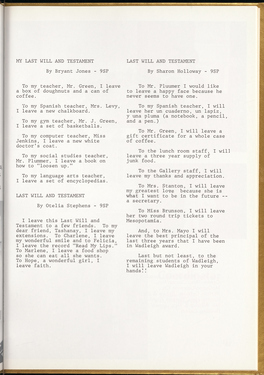 MY LAST WILL AND TESTAMENT
By Bryant Jones - 9SF
To my teacher, Mr. Green, I leave
a box of doughnuts and a can of
coffee.
To my Spanish teacher, Mrs. Levy,
I leave a new chalkboard.
To my gym teacher, Mr. J. Green,
I leave a set of basketballs.
To my computer teacher, Miss
Jenkins, I leave a new white
doctor's coat.
To my social studies teacher,
Mr. Plummer, I leave a book on
how to "loosen up."
To my language arts teacher,
I leave a set of encyclopedias.
LAST WILL AND TESTAMENT
By Otelia Stephens - 9SF
I leave this Last Will and
Testament to a few friends. To my
dear friend, Tashanay, I leave my
extensions. To Charlene, I leave
my wonderful smile and to Felicia,
I leave the record "Read My Lips."
To Marlene, I leave a food shop
so she can eat all she wants.
To Hope, a wonderful girl, I
leave faith.
LAST WILL AND TESTAMENT
By Sharon Holloway - 9SF
To Mr. Plummer I would like
to leave a happy face because he
never seems to have one.
To my Spanish teacher, I will
leave her un cuaderno, un lapiz,
y una pluma (a notebook, a pencil,
and a pen.)
To Mr. Green, I will leave a
gift certificate for a whole case
of coffee.
To the lunch room staff, I will
leave a three year supply of
junk food.
To the Gallery staff, I will
leave my thanks and appreciation.
To Mrs. Stanton, I will leave
my greatest love because she is
what I want to be in the future --
a secretary.
To Miss Brunson, I will leave
her two round trip tickets to
Mesopotamia.
And, to Mrs. Mayo I will
leave the best principal of the
last three years that I have been
in Wadleigh award.
Last but not least, to the
remaining students of Wadleigh,
I will leave Wadleigh in your
hands!!